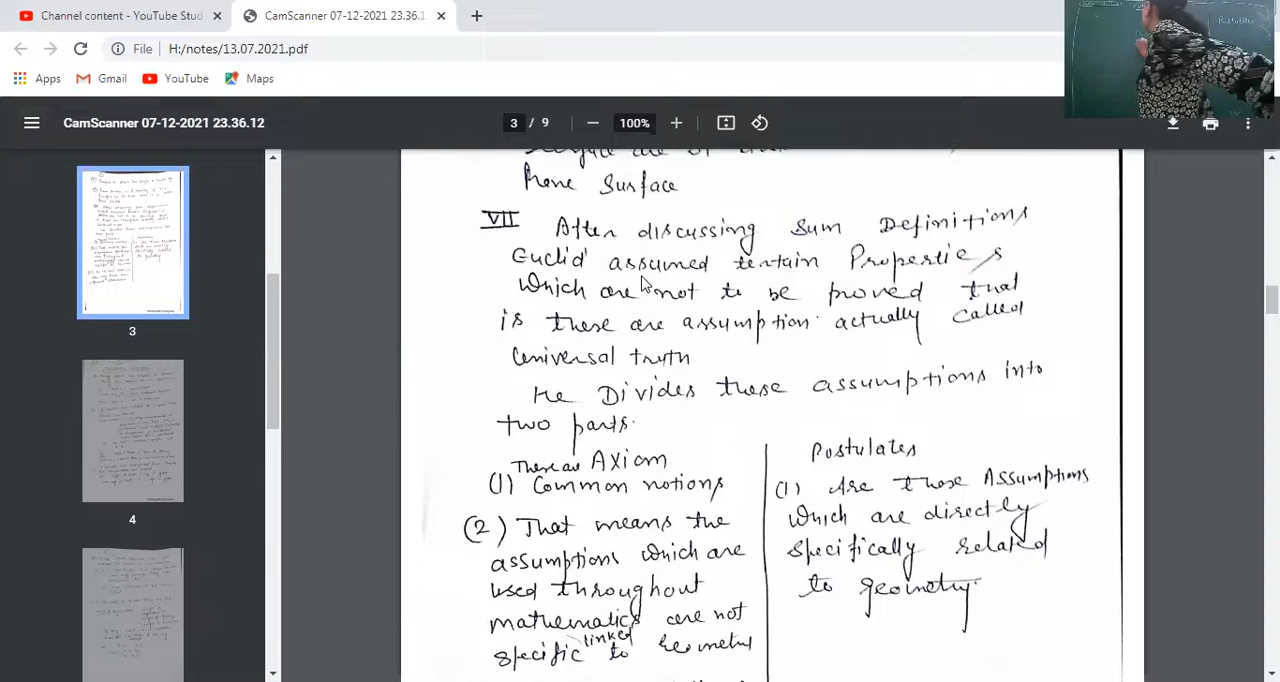 Channel content - YouTube Stud
CamScanner 07-12-2021 23.36.1
File | H:/notes/13.07.2021.pdf
Apps Gmail YouTube Maps
Postulates
CamScanner 07-12-2021 23.36.12
3 / 9
100%
are
Plane Surface
VII After discussing sum Definitions
Euclid assumed certain Properties
which are not to be proved that
is these are assumption actually called
Universal truth
He Divides these assumptions into
two parts.
There are Axiom
(1) Common notions
(2) That means the
assumptions which are
used throughout
mathematics are not
specific linked to Geometry
Postulates
(1) Are those Assumptions
which are directly
specifically related
to geometry.
3
4